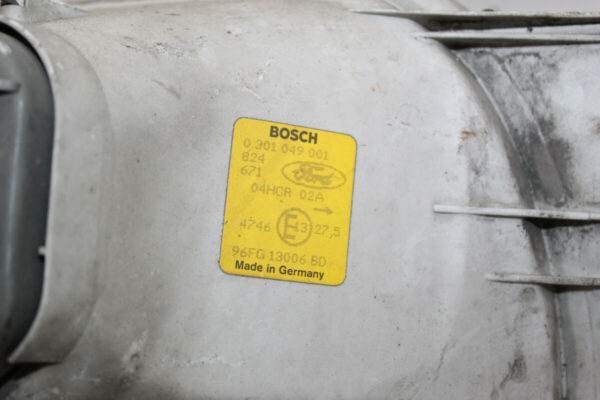 BOSCH
0 301 049 001
824
671 Ford
04HCR 02A
4746 E 27,5
96FG 13006 BD
Made in Germany